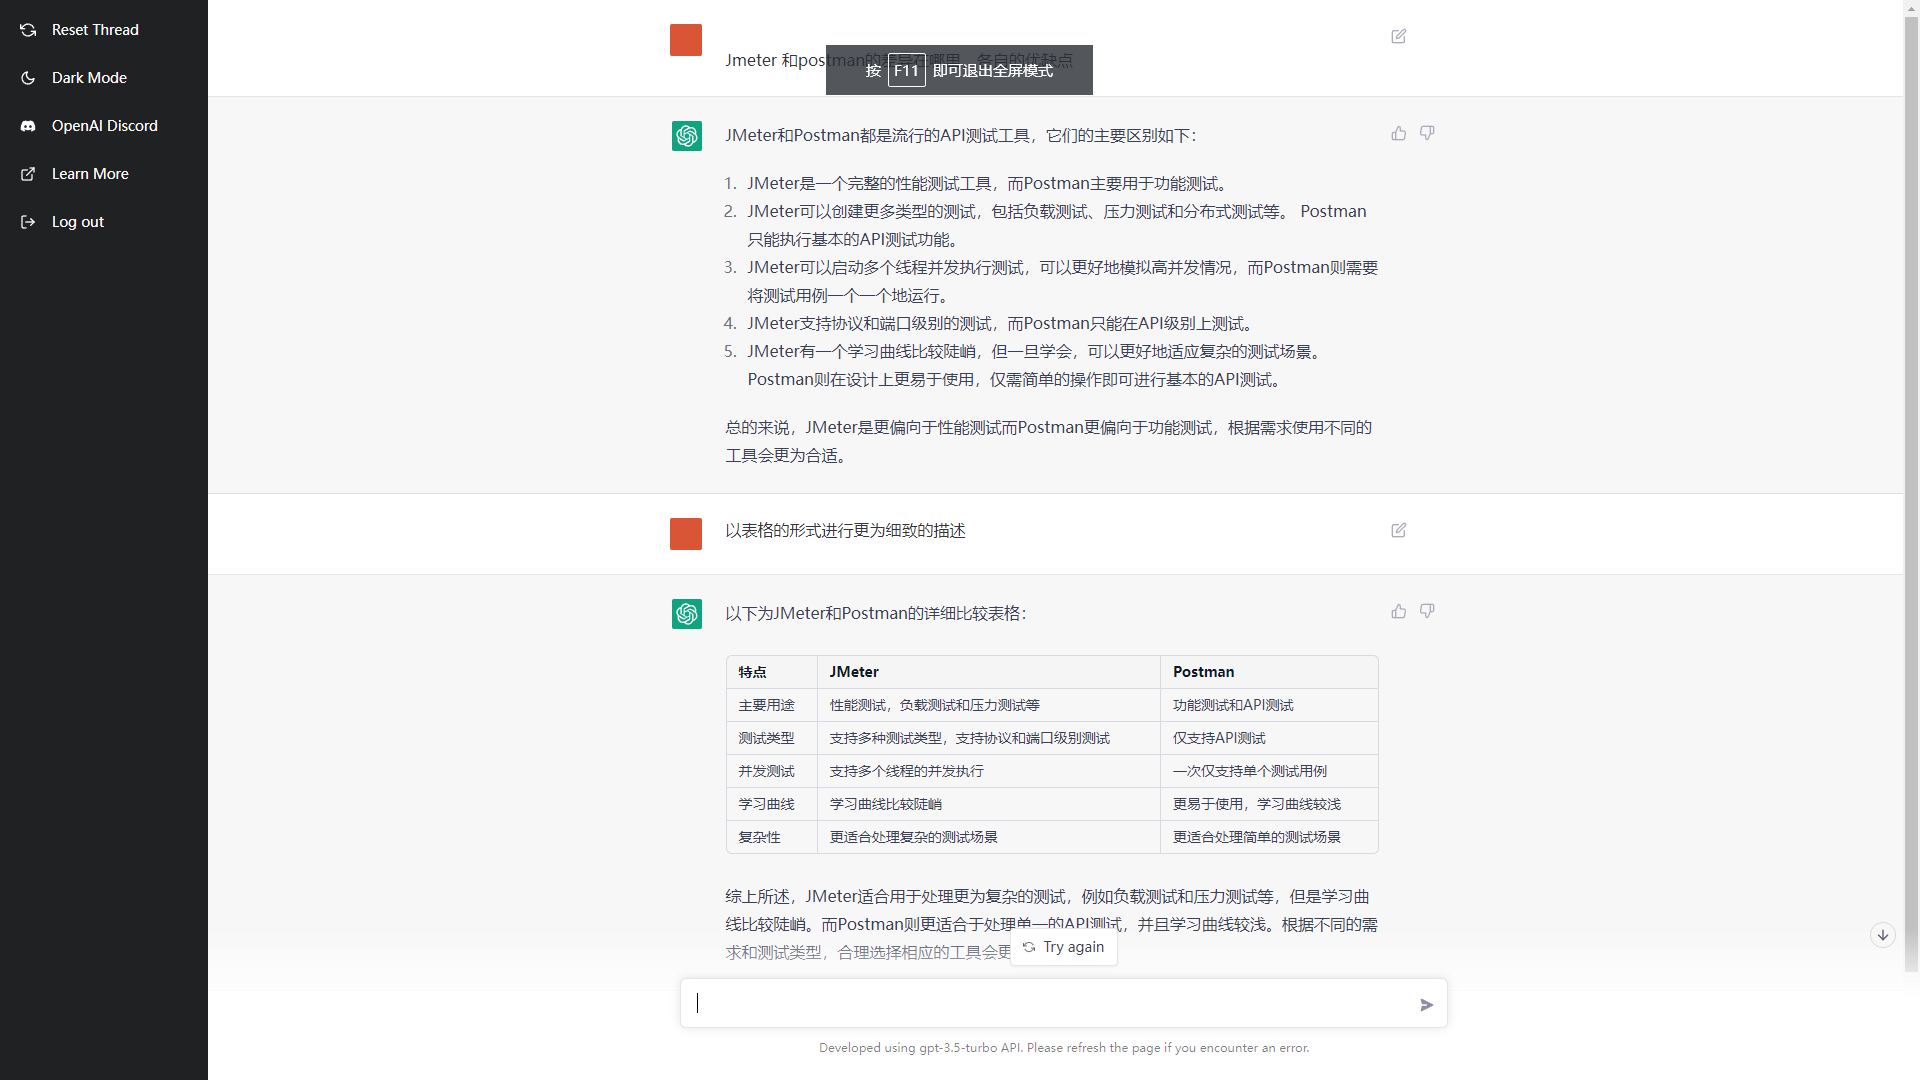 Reset Thread
Dark Mode
OpenAI Discord
Learn More
Log out
Jmeter 和postman的差异在哪里，各自的优缺点
按 F11 即可退出全屏模式
JMeter和Postman都是流行的API测试工具，它们的主要区别如下：
1. JMeter是一个完整的性能测试工具，而Postman主要用于功能测试。
2. JMeter可以创建更多类型的测试，包括负载测试、压力测试和分布式测试等。 Postman
只能执行基本的API测试功能。
3. JMeter可以启动多个线程并发执行测试，可以更好地模拟高并发情况，而Postman则需要
将测试用例一个一个地运行。
4. JMeter支持协议和端口级别的测试，而Postman只能在API级别上测试。
5. JMeter有一个学习曲线比较陡峭，但一旦学会，可以更好地适应复杂的测试场景。
Postman则在设计上更易于使用，仅需简单的操作即可进行基本的API测试。
总的来说，JMeter是更偏向于性能测试而Postman更偏向于功能测试，根据需求使用不同的
工具会更为合适。
以表格的形式进行更为细致的描述
以下为JMeter和Postman的详细比较表格：
特点 JMeter Postman
主要用途 性能测试，负载测试和压力测试等 功能测试和API测试
测试类型 支持多种测试类型，支持协议和端口级别测试 仅支持API测试
并发测试 支持多个线程的并发执行 一次仅支持单个测试用例
学习曲线 学习曲线比较陡峭 更易于使用，学习曲线较浅
复杂性 更适合处理复杂的测试场景 更适合处理简单的测试场景
综上所述，JMeter适合用于处理更为复杂的测试，例如负载测试和压力测试等，但是学习曲
线比较陡峭。而Postman则更适合于处理单一的API测试，并且学习曲线较浅。根据不同的需
求和测试类型，合理选择相应的工具会更
Try again
Developed using gpt-3.5-turbo API. Please refresh the page if you encounter an error.